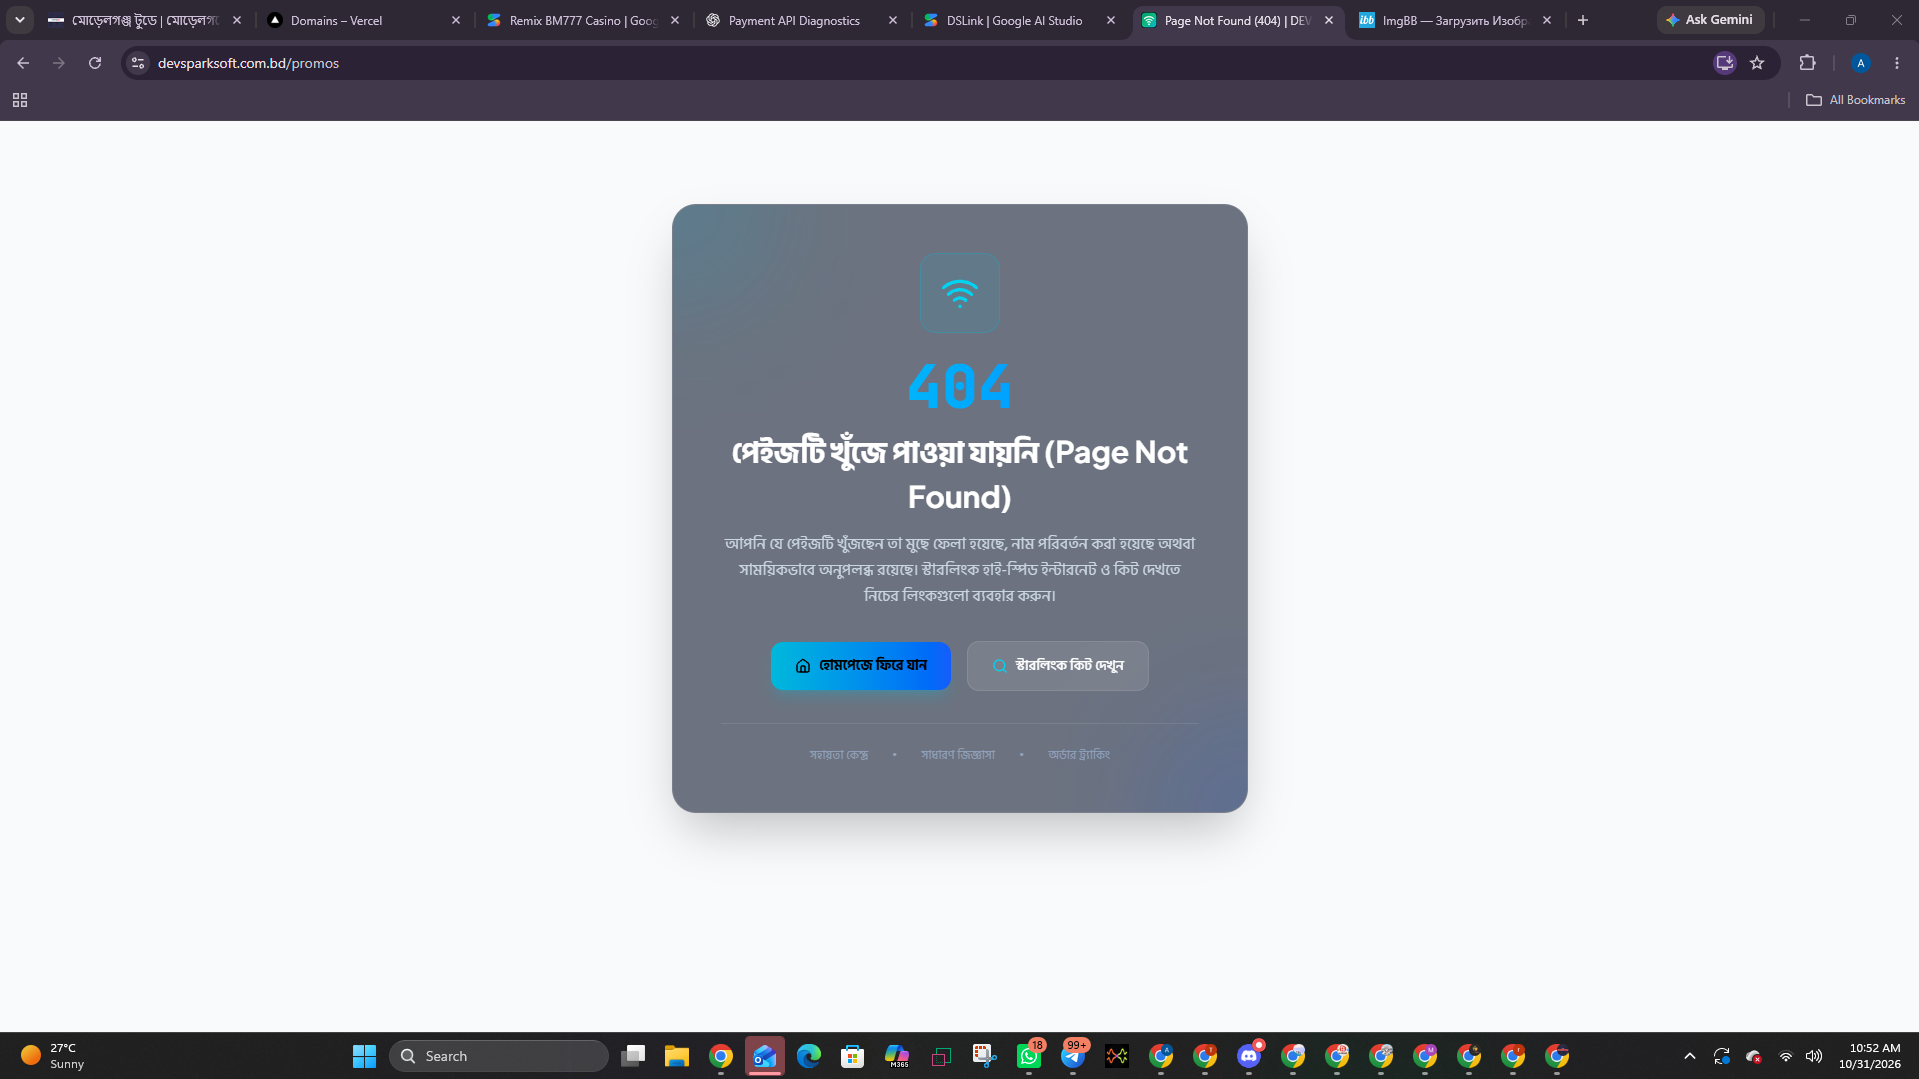 মোড়েলগঞ্জ টুডে | মোড়েলগ
Domains – Vercel
Remix BM777 Casino | Goog
Payment API Diagnostics
DSLink | Google AI Studio
Page Not Found (404) | DEV
ImgBB — Загрузить Изобр
Ask Gemini
devsparksoft.com.bd/promos
A
All Bookmarks
404
পেইজটি খুঁজে পাওয়া যায়নি (Page Not
Found)
আপনি যে পেইজটি খুঁজছেন তা মুছে ফেলা হয়েছে, নাম পরিবর্তন করা হয়েছে অথবা
সাময়িকভাবে অনুপলব্ধ রয়েছে। স্টারলিংক হাই-স্পিড ইন্টারনেট ও কিট দেখতে
নিচের লিংকগুলো ব্যবহার করুন।
হোমপেজে ফিরে যান
স্টারলিংক কিট দেখুন
সহায়তা কেন্দ্র • সাধারণ জিজ্ঞাসা • অর্ডার ট্র্যাকিং
27°C
Sunny
Search
M365
18
99+
10:52 AM
10/31/2026